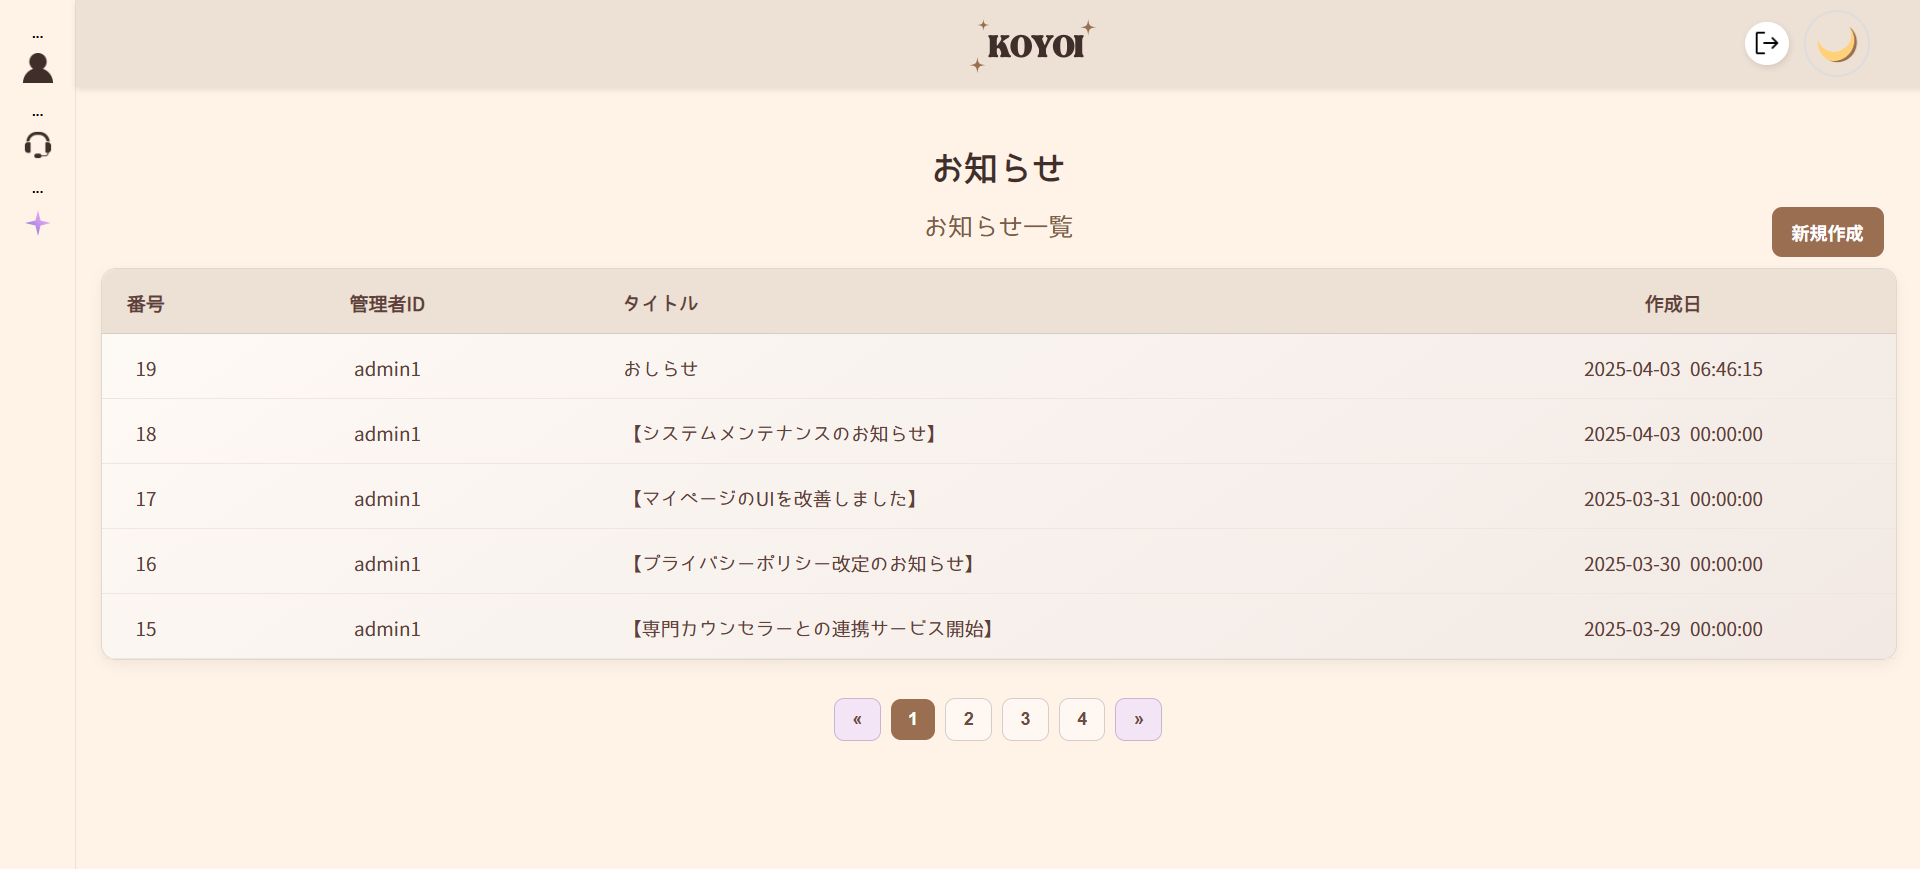 ...
...
...
KOYOI
お知らせ
お知らせ一覧
新規作成
番号 管理者ID タイトル 作成日
19 admin1 おしらせ 2025-04-03 06:46:15
18 admin1 【システムメンテナンスのお知らせ】 2025-04-03 00:00:00
17 admin1 【マイページのUIを改善しました】 2025-03-31 00:00:00
16 admin1 【プライバシーポリシー改定のお知らせ】 2025-03-30 00:00:00
15 admin1 【専門カウンセラーとの連携サービス開始】 2025-03-29 00:00:00
« 1 2 3 4 »